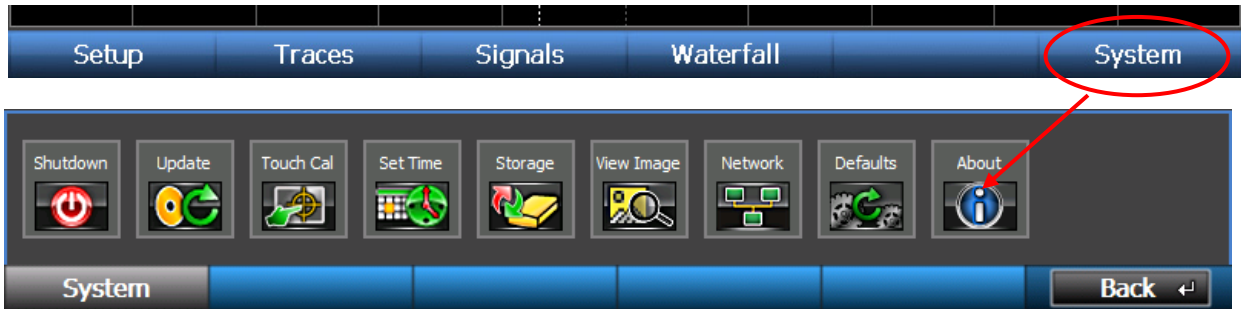 Setup Traces Signals Waterfall System
Shutdown Update Touch Cal Set Time Storage View Image Network Defaults About
System Back ↵